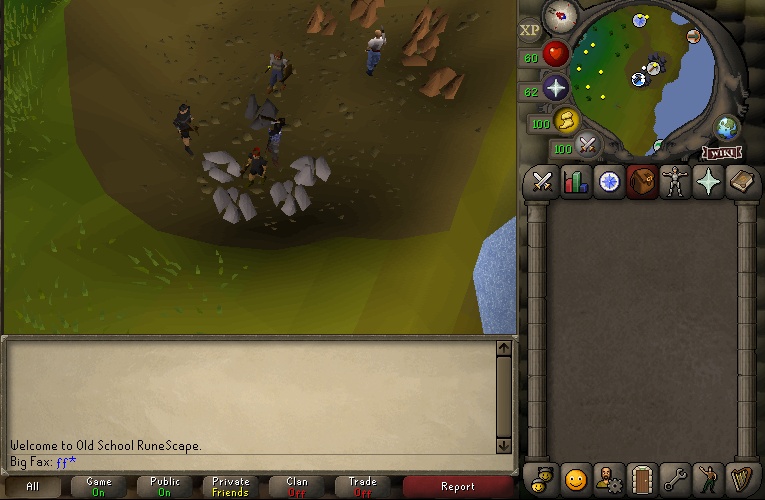 XP
60
62
100
100
WIKI
Welcome to Old School RuneScape.
Big Fax: ff*
All
Game
On
Public
On
Private
Friends
Clan
Off
Trade
Off
Report